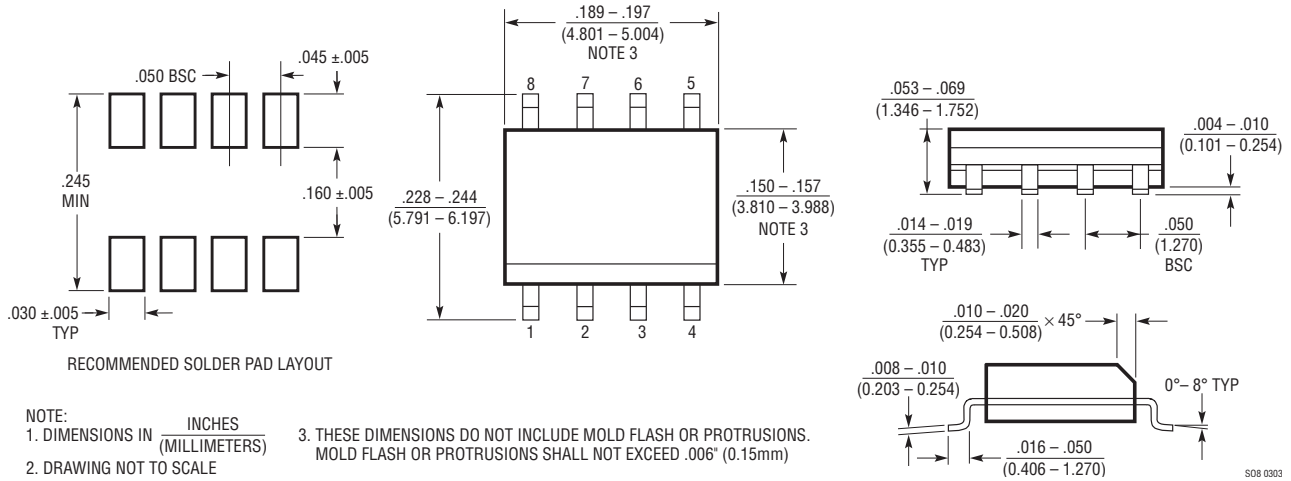 .050 BSC
.045 ±.005
.245
MIN
.160 ±.005
.030 ±.005
TYP
RECOMMENDED SOLDER PAD LAYOUT
.189 – .197
(4.801 – 5.004)
NOTE 3
8 7 6 5
.228 – .244
(5.791 – 6.197)
.150 – .157
(3.810 – 3.988)
NOTE 3
1 2 3 4
.053 – .069
(1.346 – 1.752)
.004 – .010
(0.101 – 0.254)
.014 – .019
(0.355 – 0.483)
TYP
.050
(1.270)
BSC
.010 – .020
(0.254 – 0.508)
× 45°
.008 – .010
(0.203 – 0.254)
0°– 8° TYP
.016 – .050
(0.406 – 1.270)
NOTE:
1. DIMENSIONS IN INCHES
(MILLIMETERS)
2. DRAWING NOT TO SCALE
3. THESE DIMENSIONS DO NOT INCLUDE MOLD FLASH OR PROTRUSIONS.
MOLD FLASH OR PROTRUSIONS SHALL NOT EXCEED .006" (0.15mm)
SO8 0303